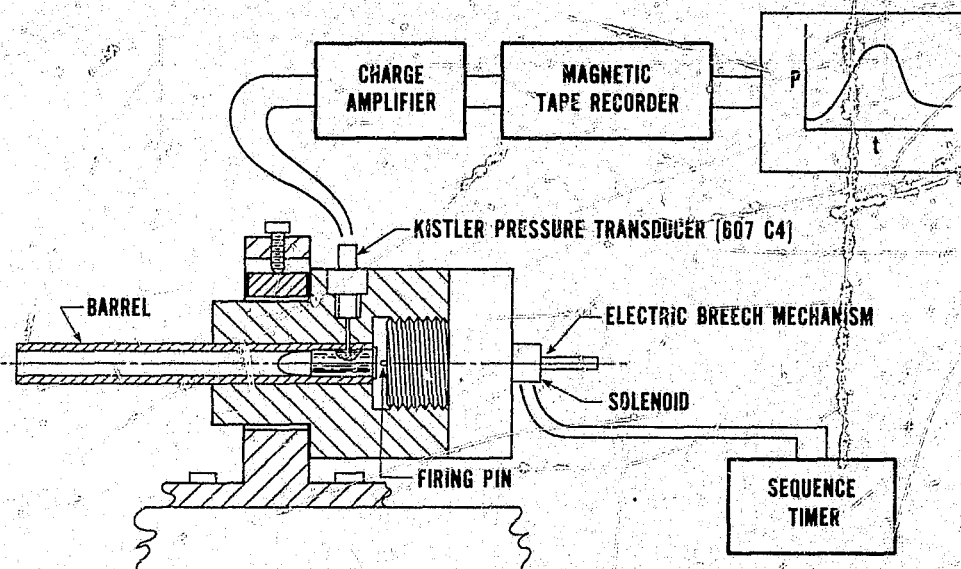 CHARGE
AMPLIFIER
MAGNETIC
TAPE RECORDER
P
t
KISTLER PRESSURE TRANSDUCER (607 C4)
BARREL
ELECTRIC BREECH MECHANISM
SOLENOID
FIRING PIN
SEQUENCE
TIMER